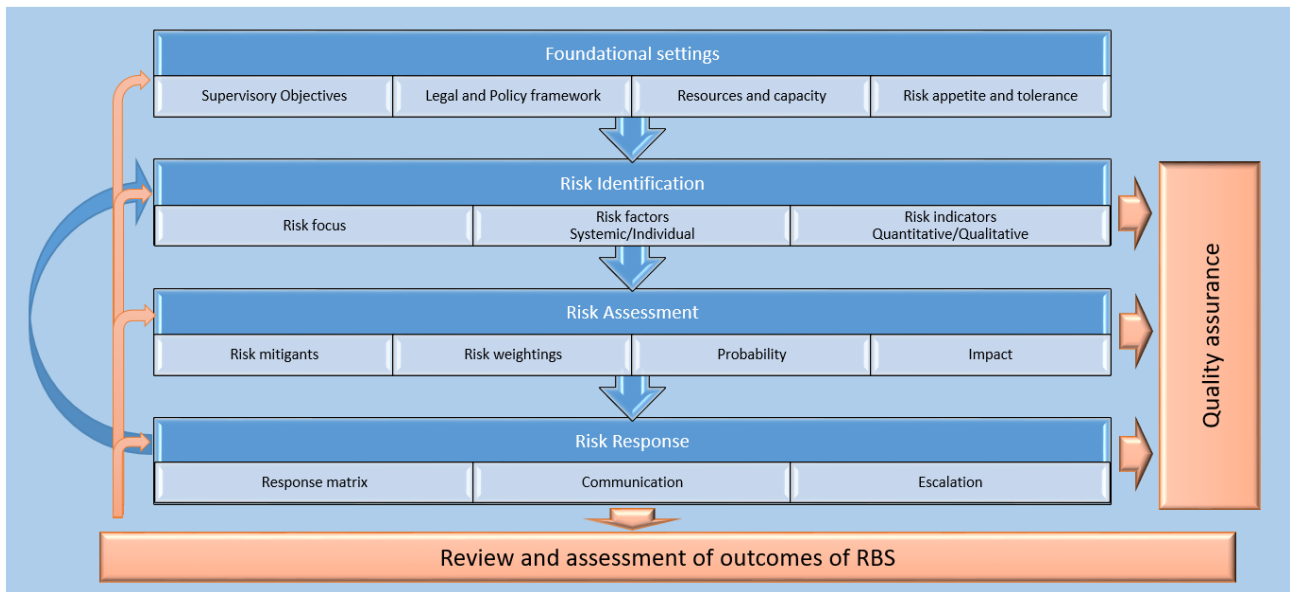 Foundational settings
Supervisory Objectives
Legal and Policy framework
Resources and capacity
Risk appetite and tolerance
Risk Identification
Risk focus
Risk factors
Systemic/Individual
Risk indicators
Quantitative/Qualitative
Risk Assessment
Risk mitigants
Risk weightings
Probability
Impact
Risk Response
Response matrix
Communication
Escalation
Quality assurance
Review and assessment of outcomes of RBS